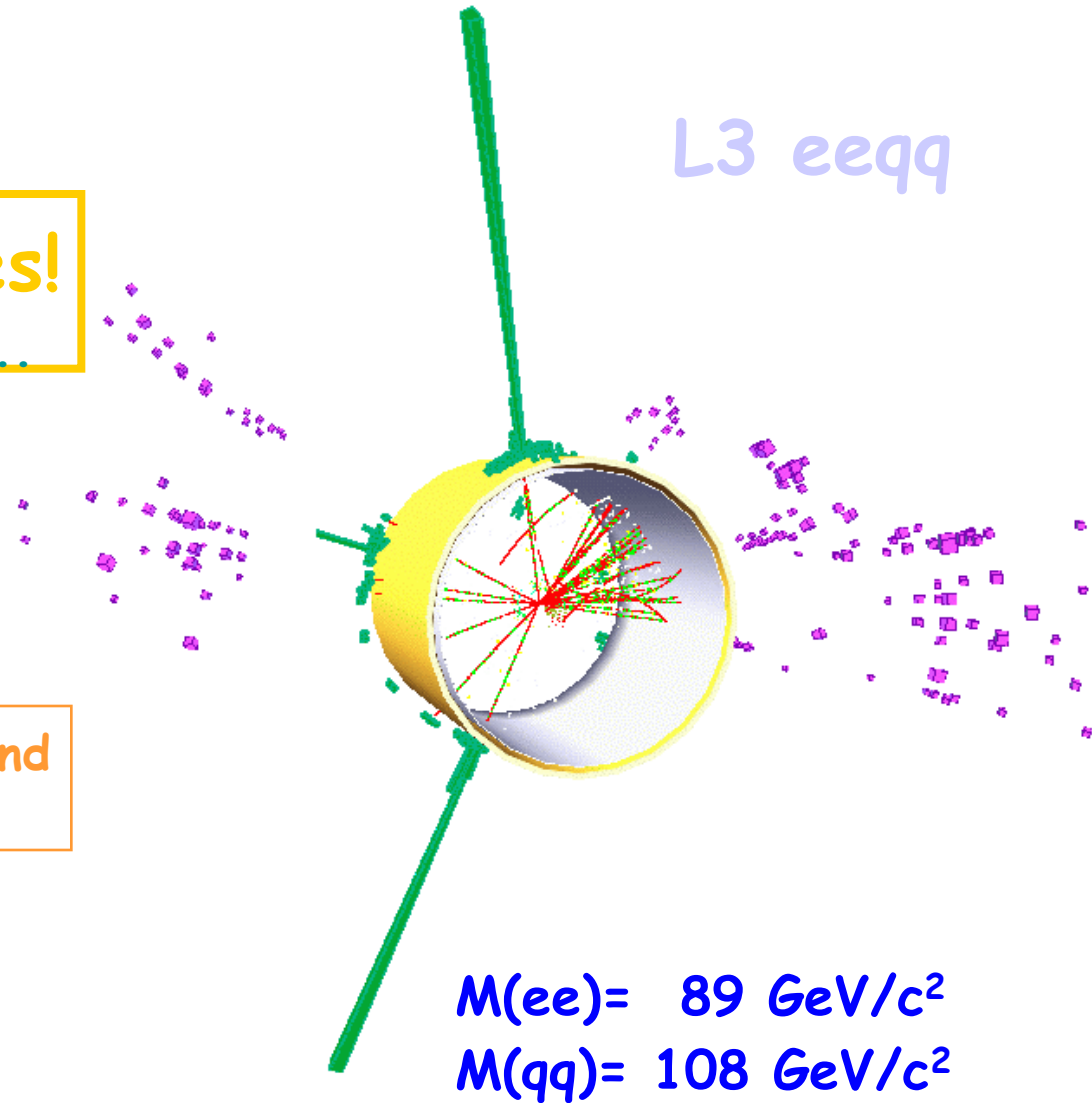 L3 eeqq
es!
...
nd
M(ee)= 89 GeV/c²
M(qq)= 108 GeV/c²